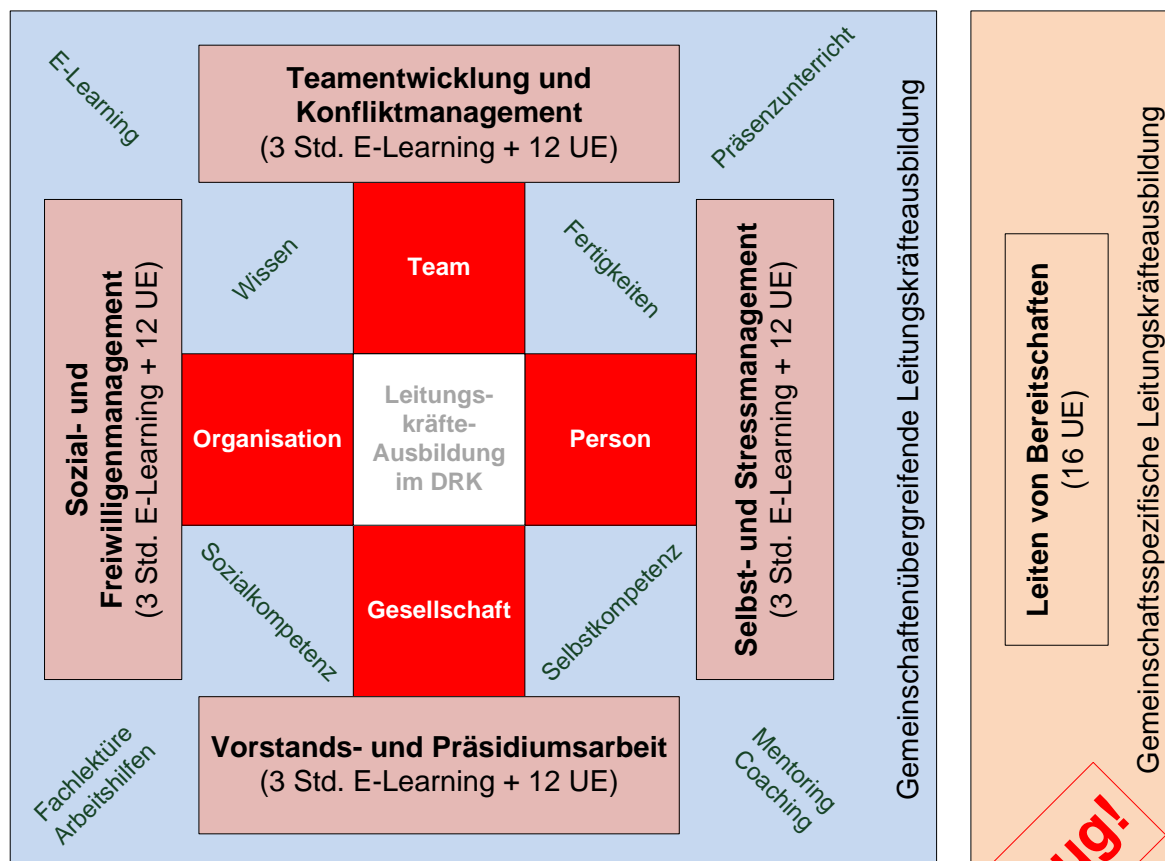 E-Learning
Teamentwicklung und
Konfliktmanagement
(3 Std. E-Learning + 12 UE)
Präsenzunterricht
Wissen
Team
Fertigkeiten
Sozial- und
Freiwilligenmanagement
(3 Std. E-Learning + 12 UE)
Organisation
Leitungs-
kräfte-
Ausbildung
im DRK
Person
Selbst- und Stressmanagement
(3 Std. E-Learning + 12 UE)
Sozialkompetenz
Gesellschaft
Selbstkompetenz
Fachlektüre
Arbeitshilfen
Vorstands- und Präsidiumsarbeit
(3 Std. E-Learning + 12 UE)
Mentoring
Coaching
Gemeinschaftenübergreifende Leitungskräfteausbildung
Leiten von Bereitschaften
(16 UE)
Gemeinschaftsspezifische Leitungskräfteausbildung